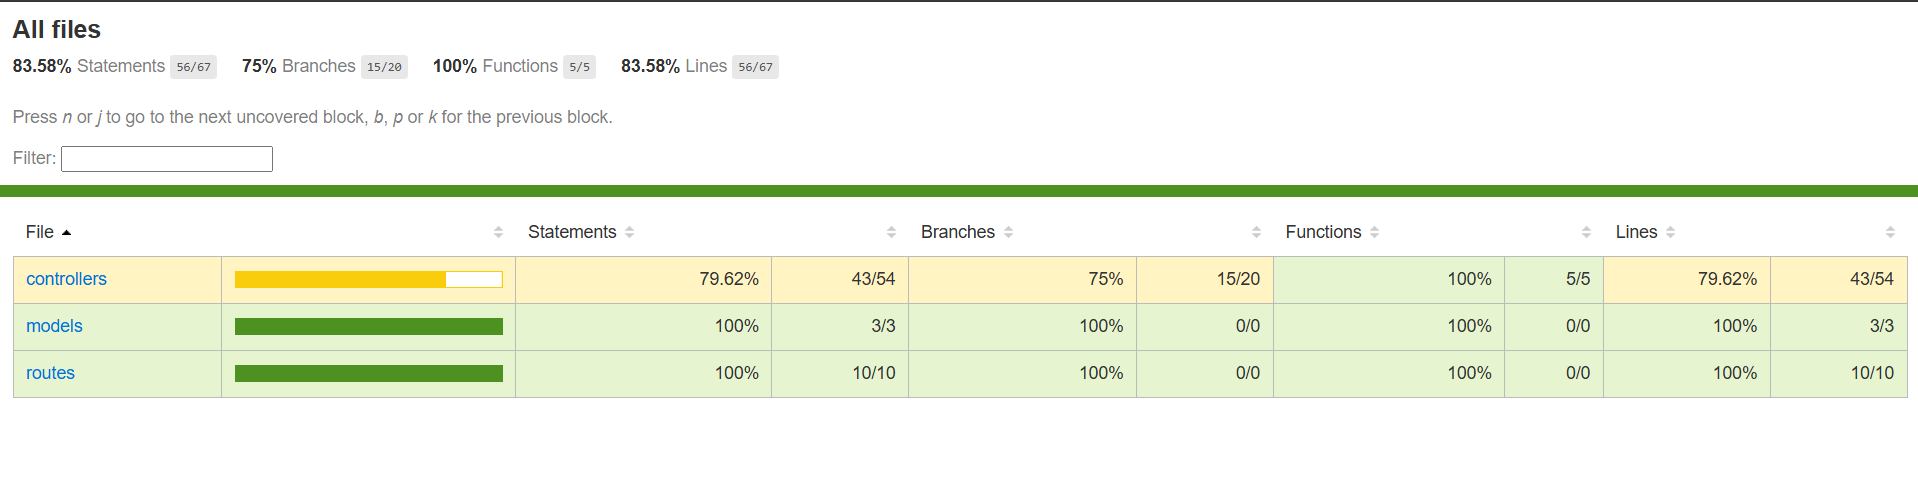 All files
83.58% Statements 56/67 75% Branches 15/20 100% Functions 5/5 83.58% Lines 56/67
Press n or j to go to the next uncovered block, b, p or k for the previous block.
Filter:
File Statements Branches Functions Lines
controllers 79.62% 43/54 75% 15/20 100% 5/5 79.62% 43/54
models 100% 3/3 100% 0/0 100% 0/0 100% 3/3
routes 100% 10/10 100% 0/0 100% 0/0 100% 10/10